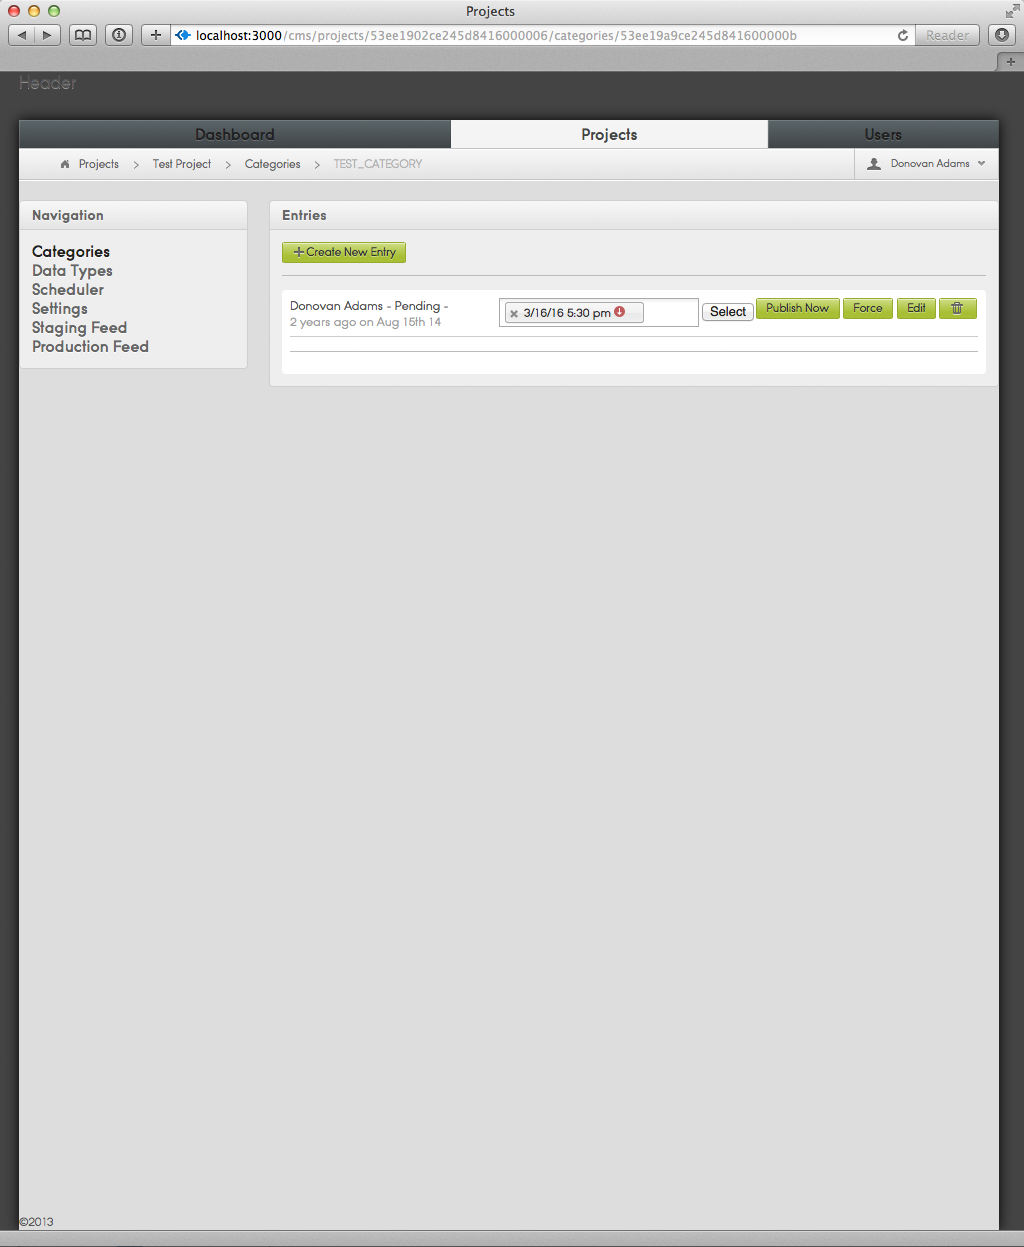 Projects
localhost:3000/cms/projects/53ee1902ce245d8416000006/categories/53ee19a9ce245d841600000b
Reader
Header
Dashboard
Projects
Users
Projects > Test Project > Categories > TEST_CATEGORY
Donovan Adams
Navigation
Categories
Data Types
Scheduler
Settings
Staging Feed
Production Feed
Entries
+ Create New Entry
Donovan Adams - Pending -
2 years ago on Aug 15th 14
3/16/16 5:30 pm
Select
Publish Now
Force
Edit
©2013